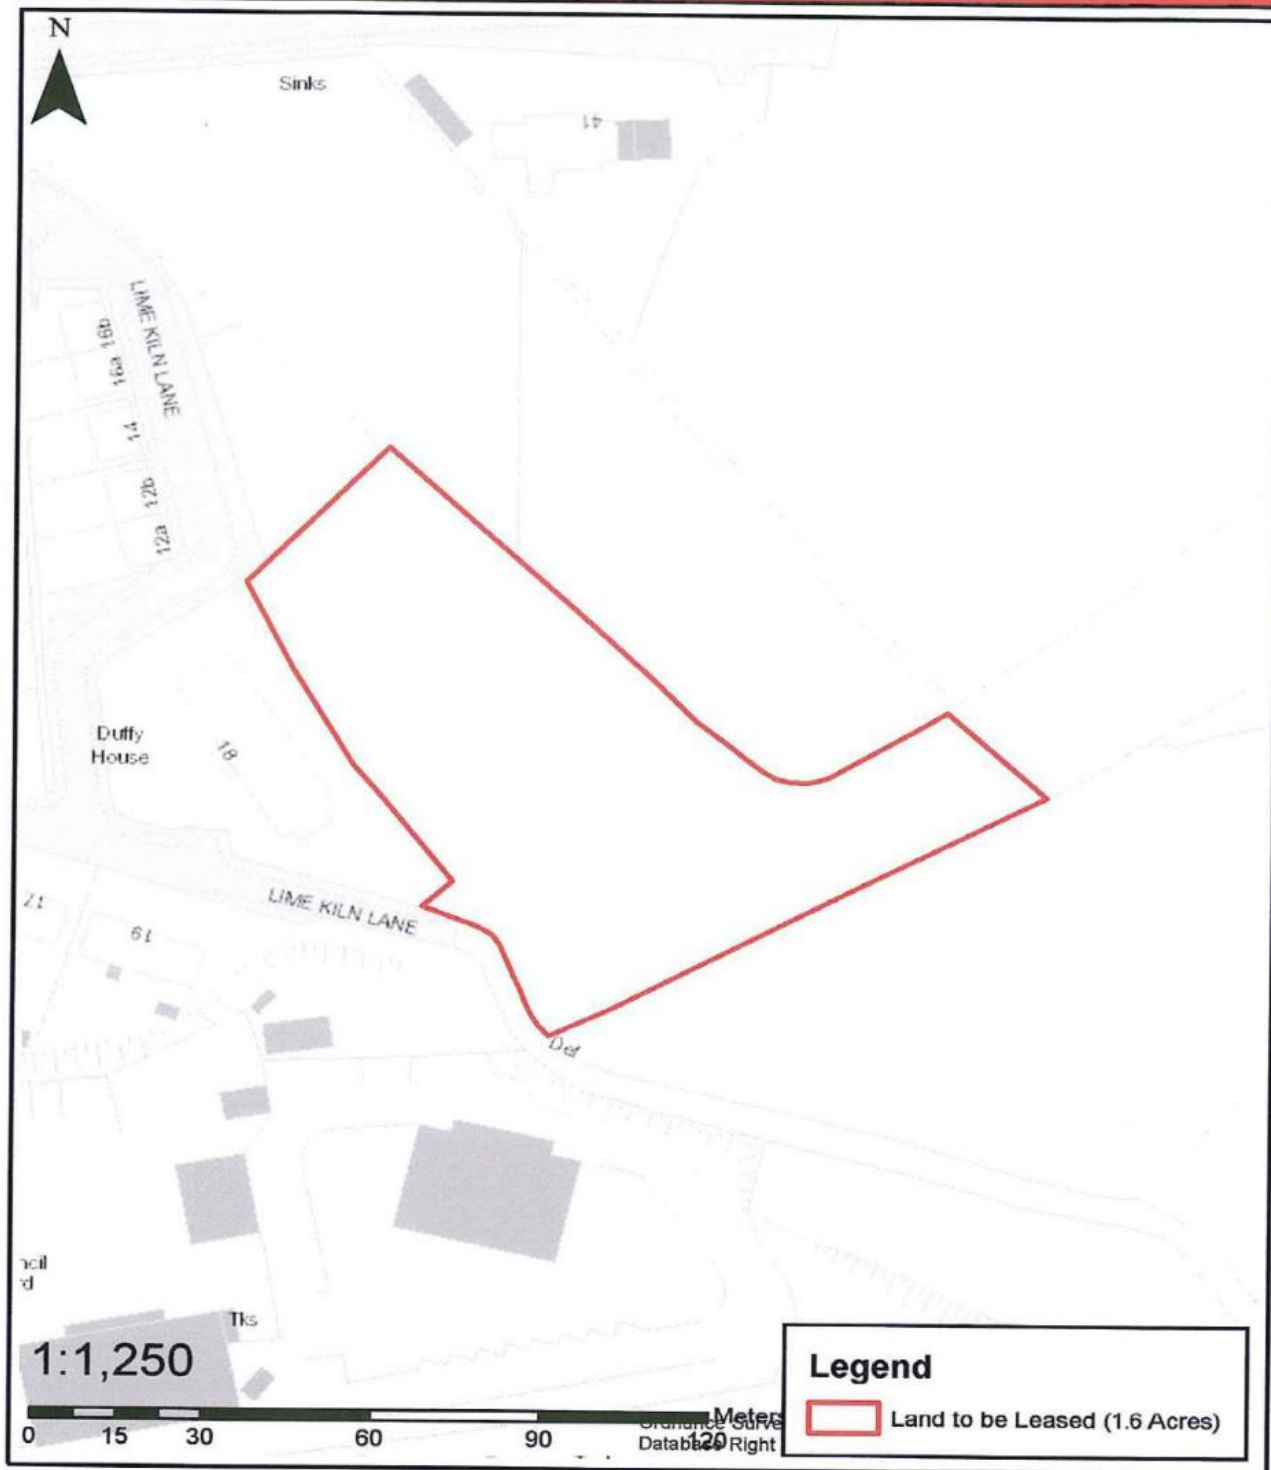 N
Sinks
41
LIME KILN LANE
16b
16a
14
12b
12a
Duffy
House
18
LIME KILN LANE
17
19
Def
Tks
1:1,250
Meters
0 15 30 60 90 120
Database Right
Legend
Land to be Leased (1.6 Acres)